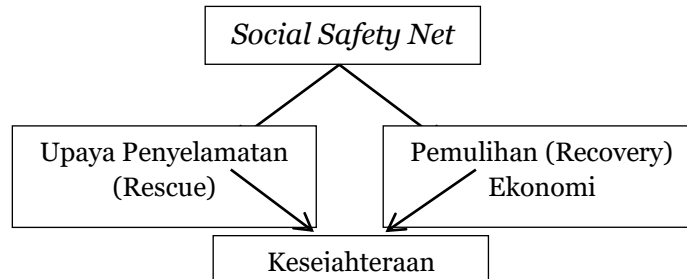 Social Safety Net
Upaya Penyelamatan
(Rescue)
Pemulihan (Recovery)
Ekonomi
Kesejahteraan